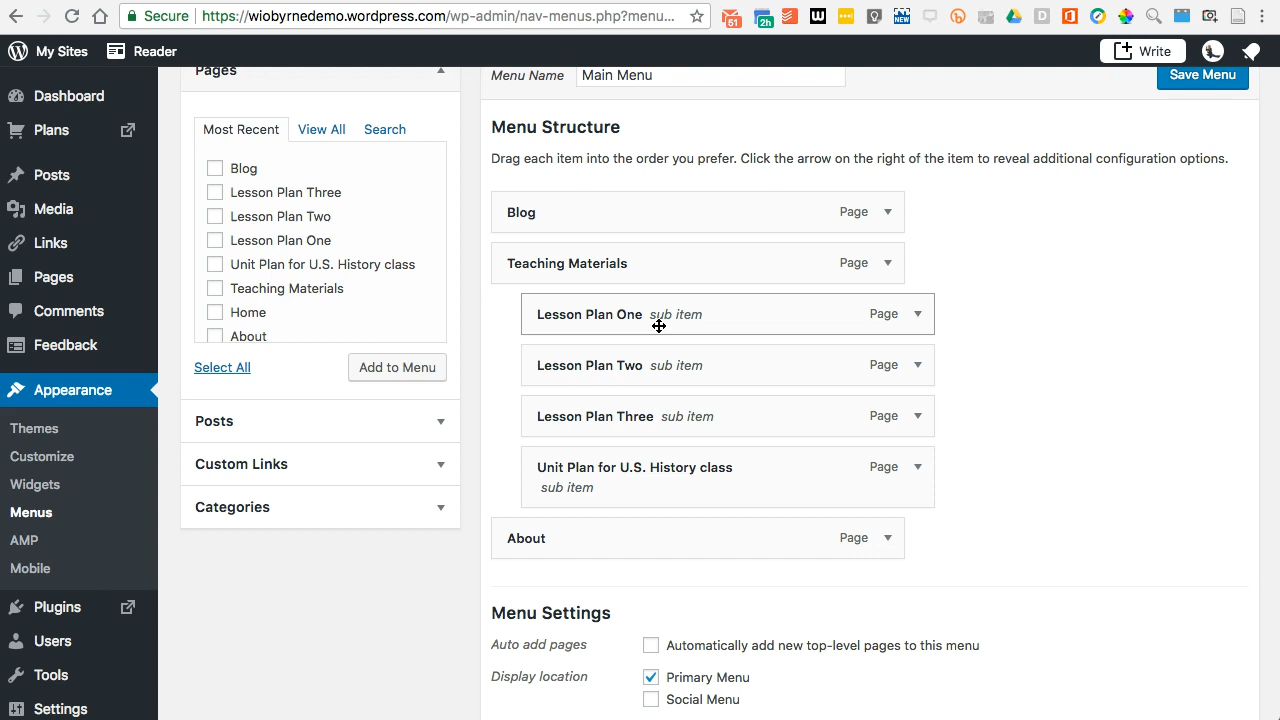 Secure https://wiobyrnedemo.wordpress.com/wp-admin/nav-menus.php?menu...
51
2h
W
NEW
D
My Sites
Reader
Write
Dashboard
Plans
Posts
Media
Links
Pages
Comments
Feedback
Appearance
Themes
Customize
Widgets
Menus
AMP
Mobile
Plugins
Users
Tools
Settings
Pages
Most Recent View All Search
Blog
Lesson Plan Three
Lesson Plan Two
Lesson Plan One
Unit Plan for U.S. History class
Teaching Materials
Home
About
Select All Add to Menu
Posts
Custom Links
Categories
Menu Name Main Menu Save Menu
Menu Structure
Drag each item into the order you prefer. Click the arrow on the right of the item to reveal additional configuration options.
Blog Page
Teaching Materials Page
Lesson Plan One sub item Page
Lesson Plan Two sub item Page
Lesson Plan Three sub item Page
Unit Plan for U.S. History class Page
sub item
About Page
Menu Settings
Auto add pages Automatically add new top-level pages to this menu
Display location Primary Menu
Social Menu